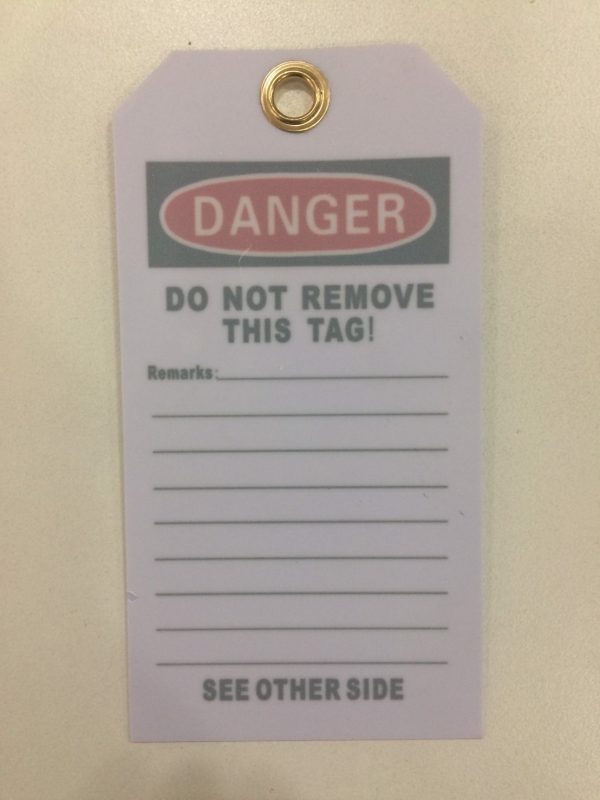 DANGER
DO NOT REMOVE
THIS TAG!
Remarks:
SEE OTHER SIDE